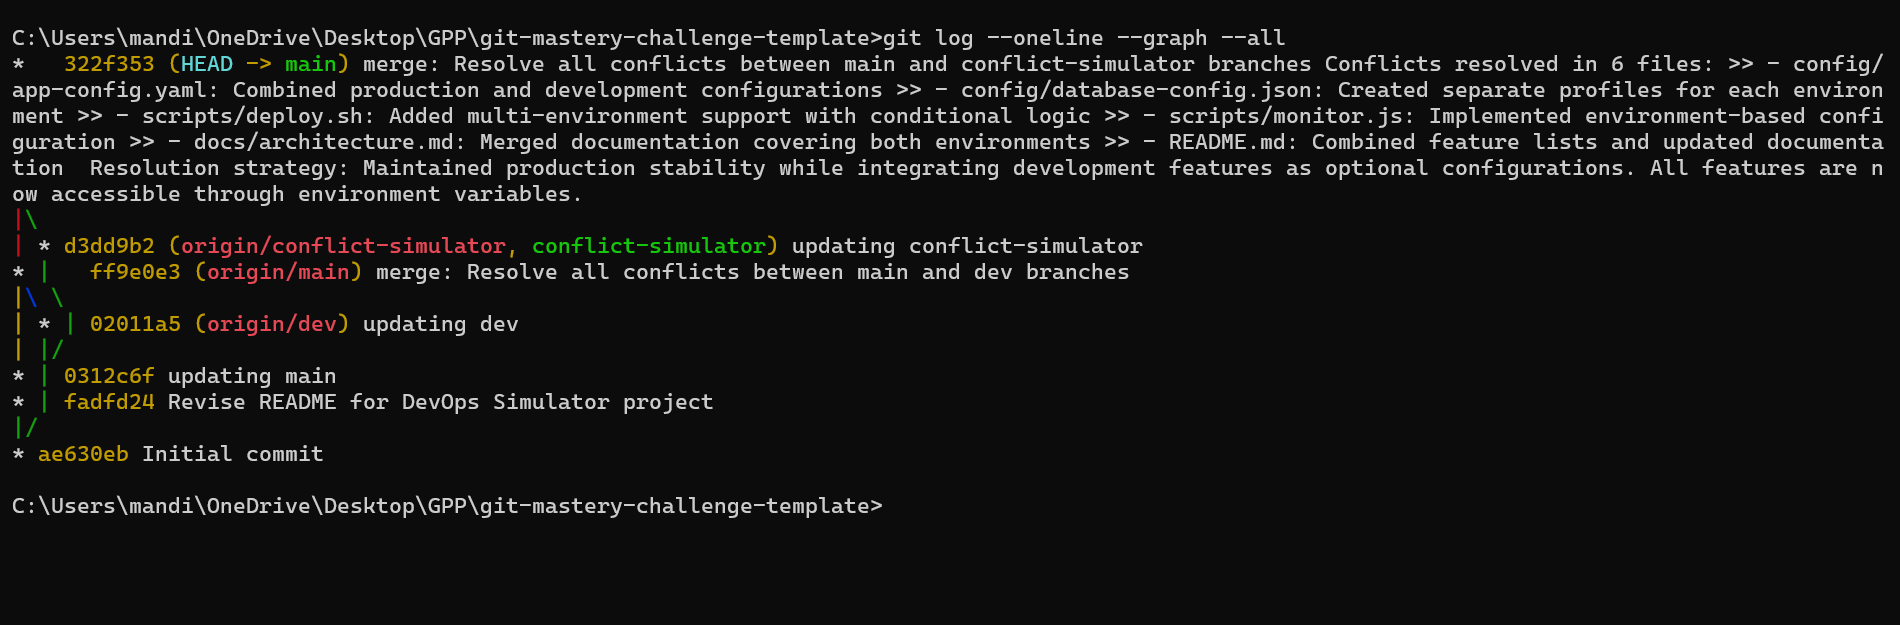 C:\Users\mandi\OneDrive\Desktop\GPP\git-mastery-challenge-template>git log --oneline --graph --all
*   322f353 (HEAD -> main) merge: Resolve all conflicts between main and conflict-simulator branches Conflicts resolved in 6 files: >> - config/
app-config.yaml: Combined production and development configurations >> - config/database-config.json: Created separate profiles for each environ
ment >> - scripts/deploy.sh: Added multi-environment support with conditional logic >> - scripts/monitor.js: Implemented environment-based confi
guration >> - docs/architecture.md: Merged documentation covering both environments >> - README.md: Combined feature lists and updated documenta
tion  Resolution strategy: Maintained production stability while integrating development features as optional configurations. All features are n
ow accessible through environment variables.
|\
| * d3dd9b2 (origin/conflict-simulator, conflict-simulator) updating conflict-simulator
* |   ff9e0e3 (origin/main) merge: Resolve all conflicts between main and dev branches
|\ \
| * | 02011a5 (origin/dev) updating dev
| |/
* | 0312c6f updating main
* | fadfd24 Revise README for DevOps Simulator project
|/
* ae630eb Initial commit
C:\Users\mandi\OneDrive\Desktop\GPP\git-mastery-challenge-template>